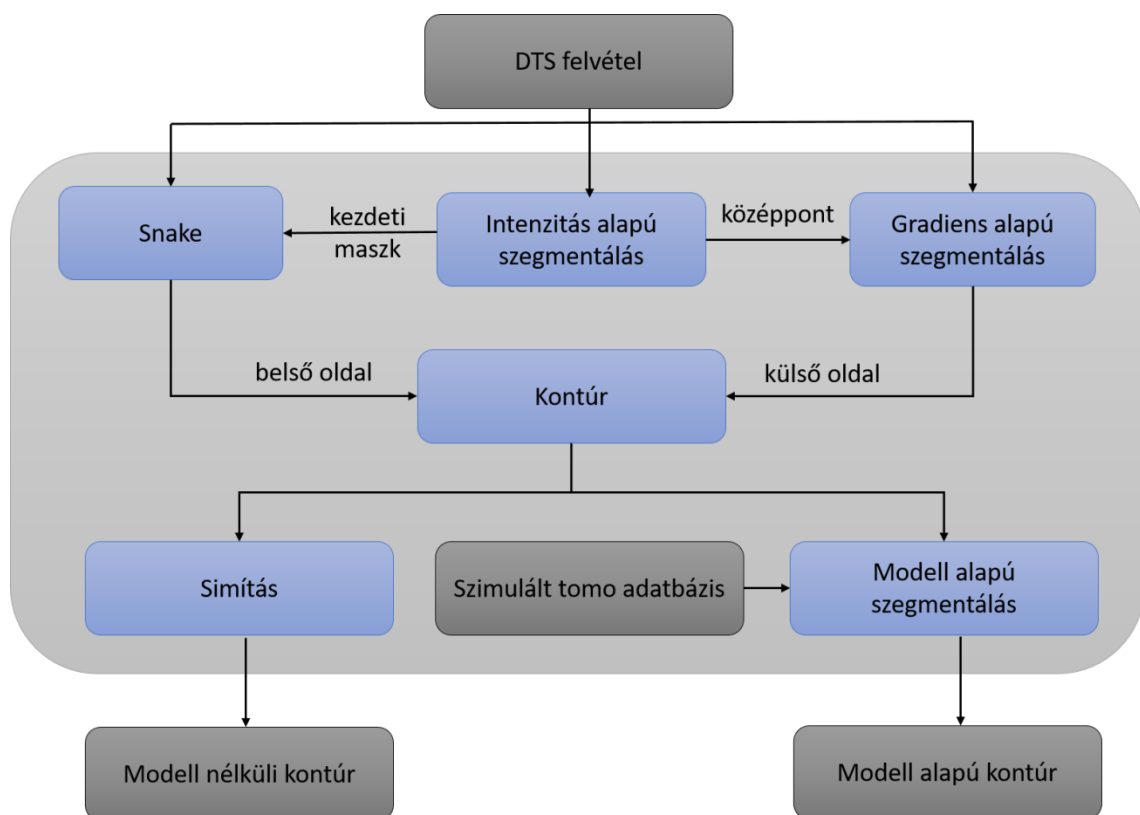 DTS felvétel
Snake
kezdeti
maszk
Intenzitás alapú
szegmentálás
középpont
Gradiens alapú
szegmentálás
belső oldal
Kontúr
külső oldal
Simítás
Szimulált tomo adatbázis
Modell alapú
szegmentálás
Modell nélküli kontúr
Modell alapú kontúr